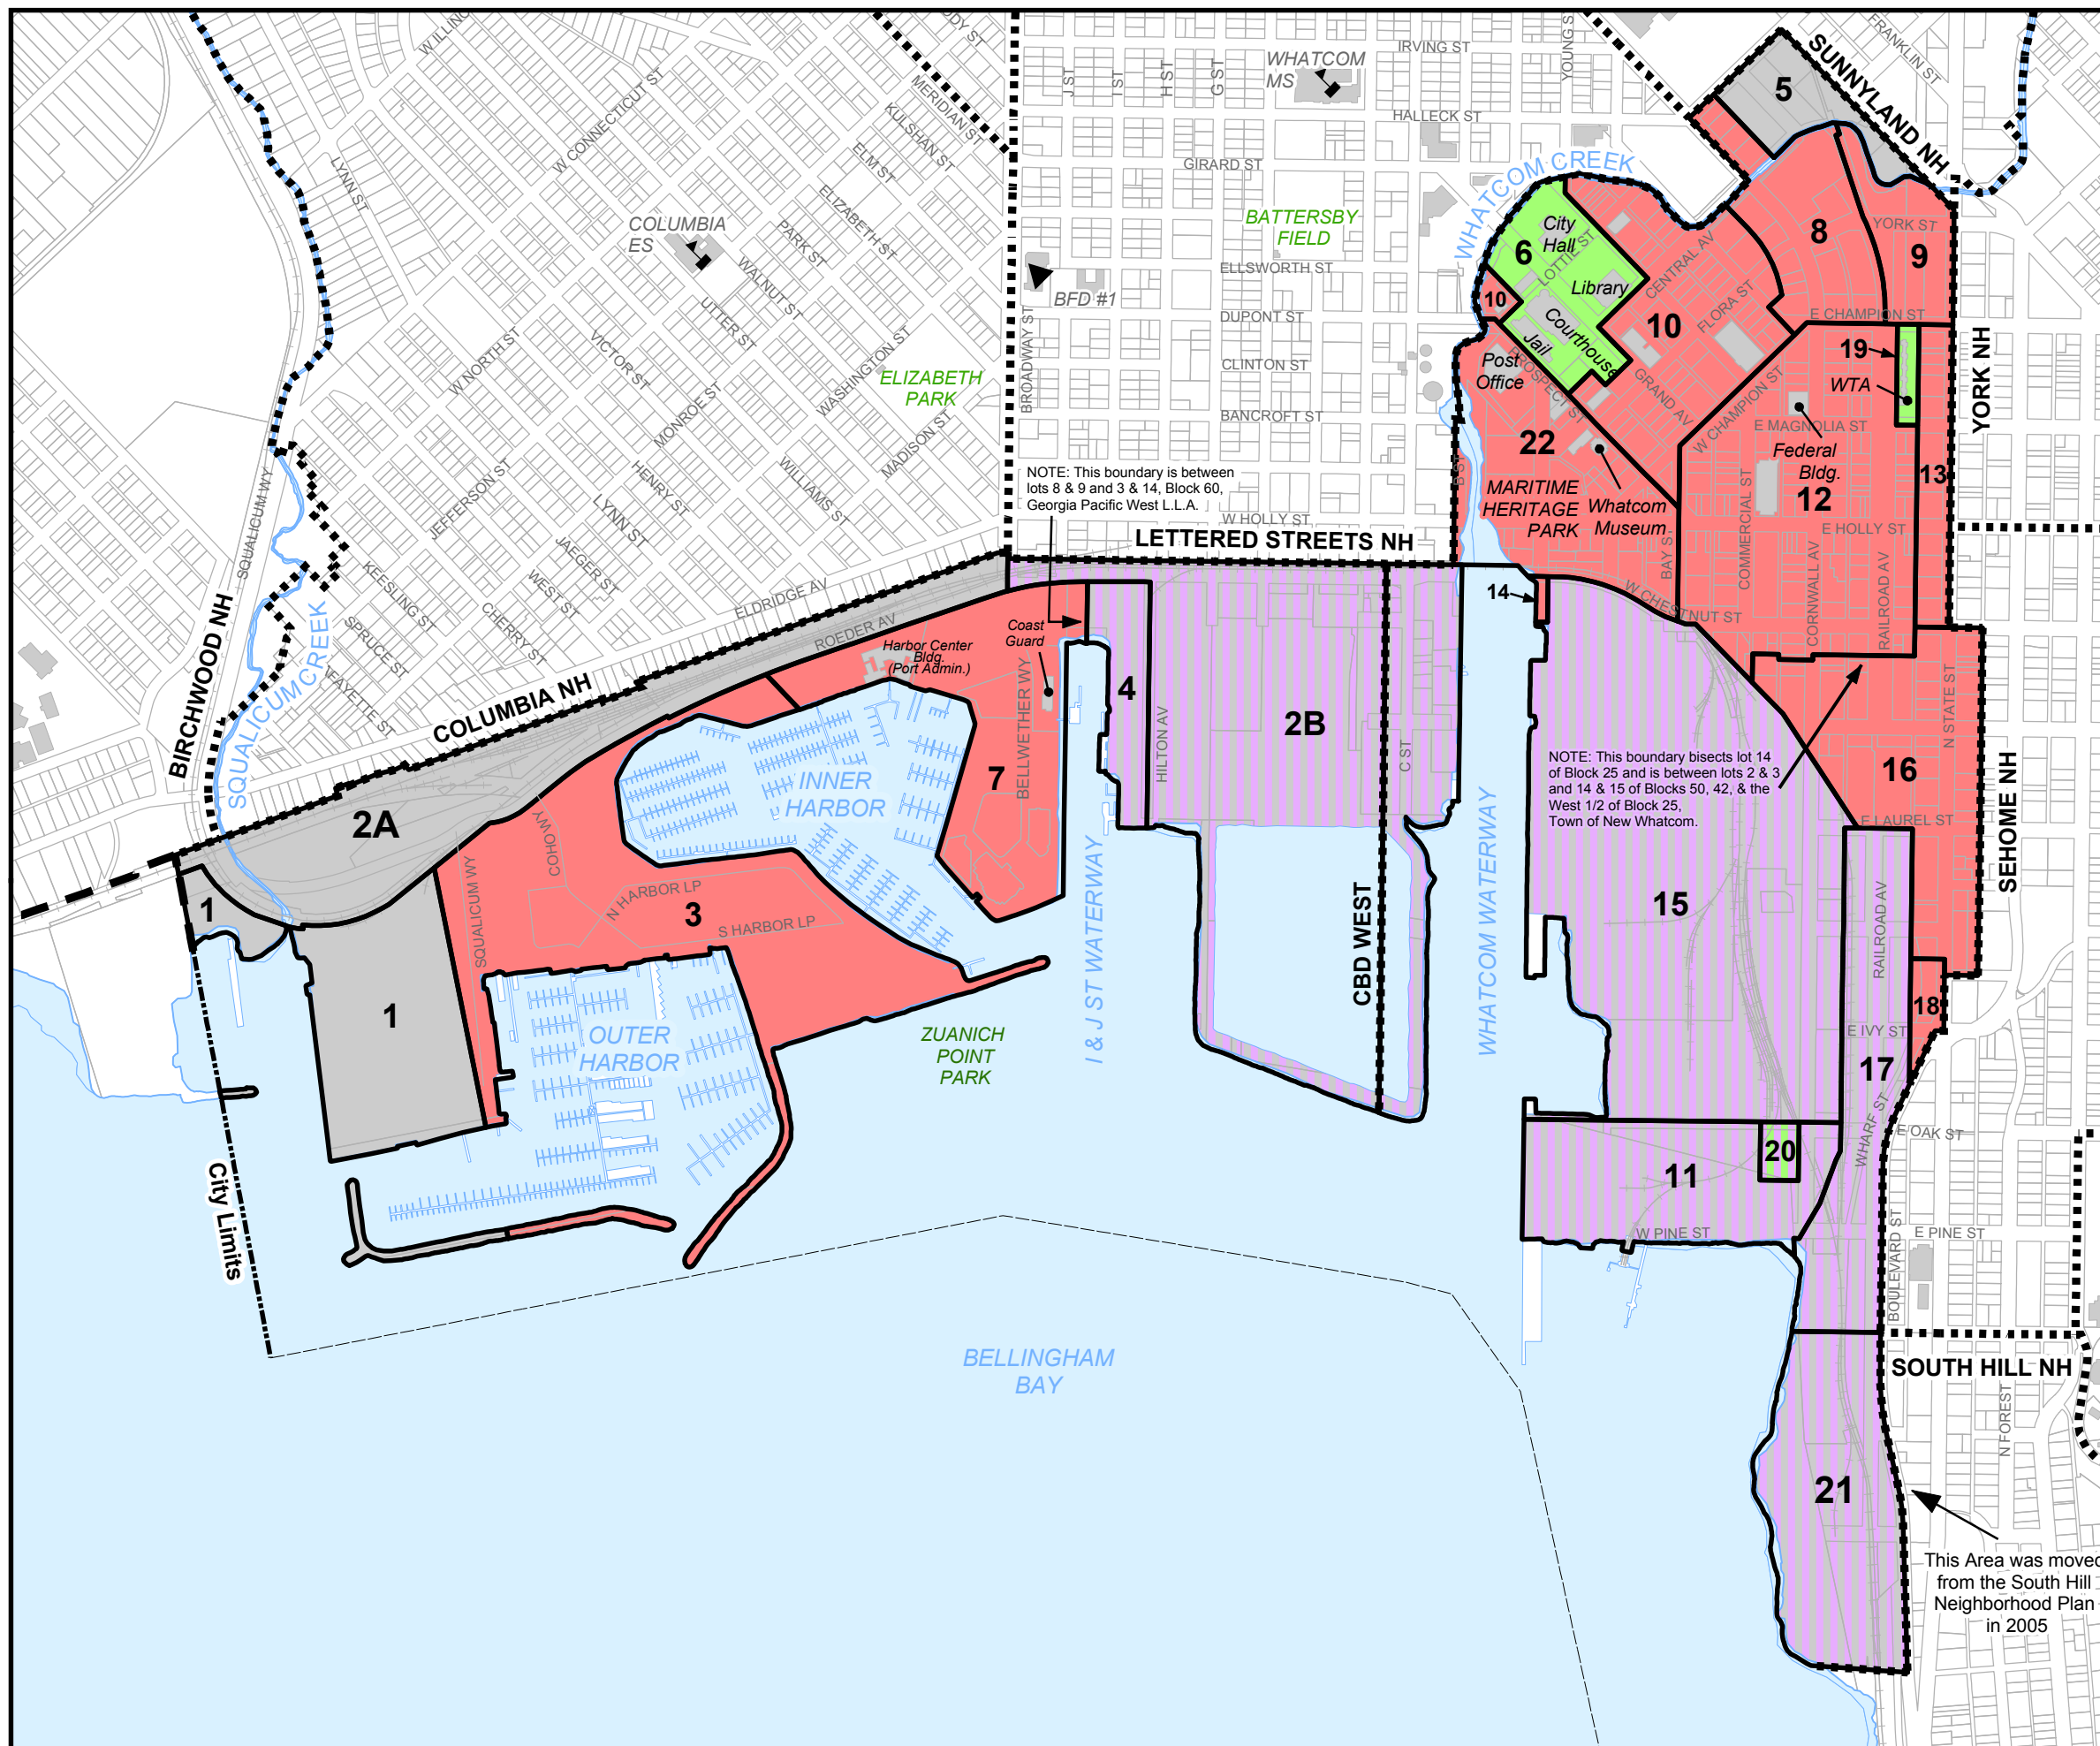 W CONNECTICUT ST
LYNN ST
MERIDIAN ST
KULSHAN ST
ELM ST
ELIZABETH ST
PARK ST
WALNUT ST
UTTER ST
VICTOR ST
W NORTH ST
MONROE ST
WASHINGTON ST
MADISON ST
WILLIAMS ST
HENRY ST
LYNN ST
JEFFERSON ST
JAEGER ST
WEST ST
CHERRY ST
KEESLING ST
SPRUCE ST
ELDRIDGE AV
ROEDER AV
SQUALICUM WY
COLUMBIA
ES
ELIZABETH
PARK
BROADWAY ST
BFD #1
J ST
I ST
H ST
G ST
WHATCOM
MS
IRVING ST
YOUNG S
HALLECK ST
GIRARD ST
BATTERSBY
FIELD
ELLSWORTH ST
DUPONT ST
CLINTON ST
BANCROFT ST
W HOLLY ST
B ST
FRANKLIN ST
SUNNYLAND NH
5
WHATCOM CREEK
City
Hall
6
LOTTIE ST
Library
Courthouse
Jail
10
10
CENTRAL AV
FLORA ST
GRAND AV
8
YORK ST
9
E CHAMPION ST
19
WTA
YORK NH
Post
Office
PROSPECT ST
22
W CHAMPION ST
E MAGNOLIA ST
Federal
Bldg.
12
13
MARITIME
HERITAGE
PARK
Whatcom
Museum
BAY ST
COMMERCIAL ST
CORNWALL AV
RAILROAD AV
E HOLLY ST
W CHESTNUT ST
NOTE: This boundary is between
lots 8 & 9 and 3 & 14, Block 60,
Georgia Pacific West L.L.A.
LETTERED STREETS NH
BIRCHWOOD NH
SQUALICUM CREEK
COLUMBIA NH
2A
1
1
Harbor Center
Bldg.
(Port Admin.)
Coast
Guard
BELLWETHER WY
7
INNER
HARBOR
COHO WY
N HARBOR LP
S HARBOR LP
3
SQUALICUM WY
OUTER
HARBOR
ZUANICH
POINT
PARK
I & J ST WATERWAY
4
HILTON AV
2B
C ST
CBD WEST
WHATCOM WATERWAY
14
NOTE: This boundary bisects lot 14
of Block 25 and is between lots 2 & 3
and 14 & 15 of Blocks 50, 42, & the
West 1/2 of Block 25,
Town of New Whatcom.
N STATE ST
16
E LAUREL ST
SEHOME NH
15
RAILROAD AV
18
E IVY ST
17
WHARF ST
E OAK ST
20
11
W PINE ST
E PINE ST
BOULEVARD ST
SOUTH HILL NH
N FOREST
21
This Area was moved
from the South Hill
Neighborhood Plan
in 2005
City Limits
BELLINGHAM
BAY